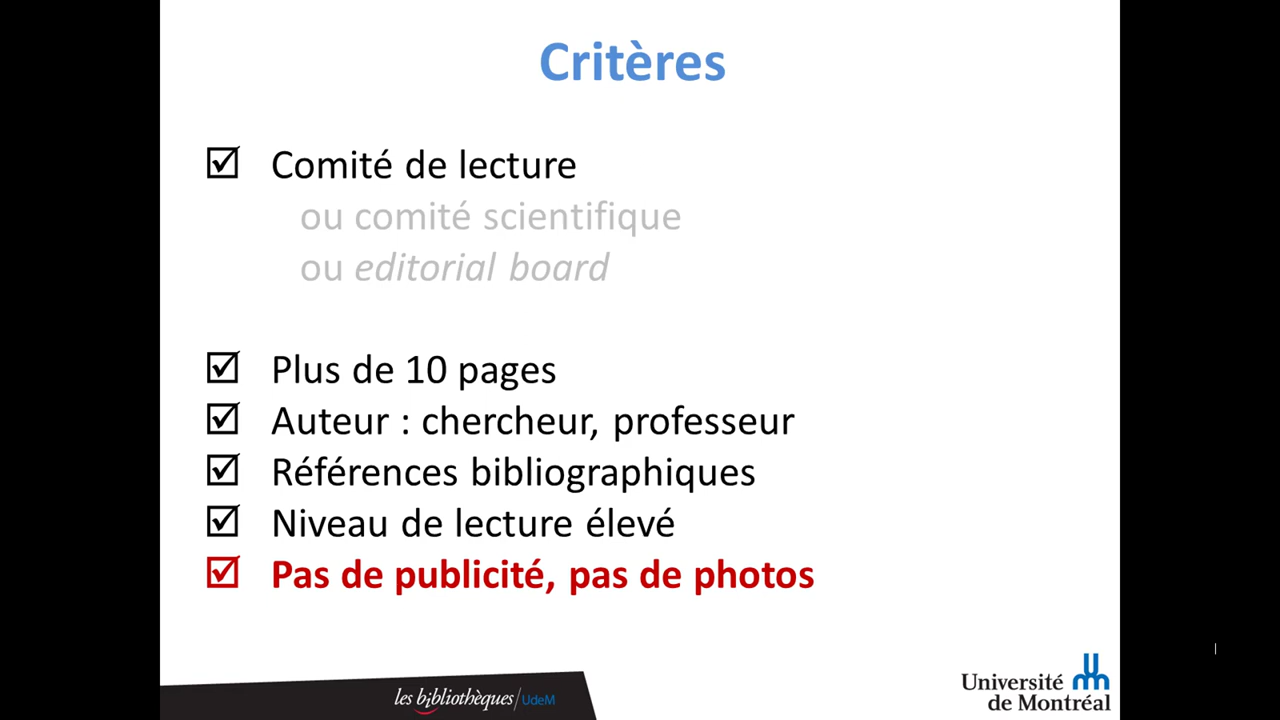 Critères
Comité de lecture
ou comité scientifique
ou editorial board
Plus de 10 pages
Auteur : chercheur, professeur
Références bibliographiques
Niveau de lecture élevé
Pas de publicité, pas de photos
les bibliothèques/UdeM
Université
de Montréal